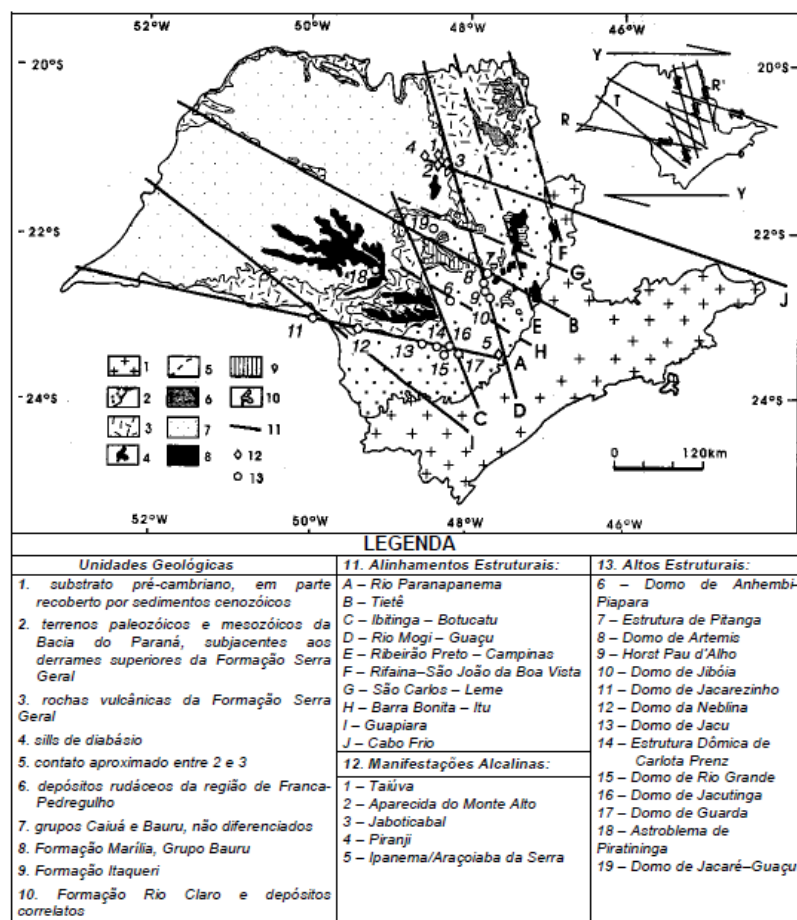 52°W
50°W
48°W
46°W
20°S
20°S
Y
R'
T
R
Y
1
4
2
3
22°S
22°S
19
F
7
G
18
8
J
6
9
10
E
B
11
16
5
H
12
13
14
A
15
17
24°S
24°S
C
D
I
1
5
9
2
6
10
3
7
11
4
8
12
13
0
120km
52°W
50°W
48°W
46°W
LEGENDA
Unidades Geológicas
1. substrato pré-cambriano, em parte
recoberto por sedimentos cenozóicos
2. terrenos paleozóicos e mesozóicos da
Bacia do Paraná, subjacentes aos
derrames superiores da Formação Serra
Geral
3. rochas vulcânicas da Formação Serra
Geral
4. sills de diabásio
5. contato aproximado entre 2 e 3
6. depósitos rudáceos da região de Franca-
Pedregulho
7. grupos Caiuá e Bauru, não diferenciados
8. Formação Marília, Grupo Bauru
9. Formação Itaqueri
10. Formação Rio Claro e depósitos
correlatos
11. Alinhamentos Estruturais:
A – Rio Paranapanema
B – Tietê
C – Ibitinga – Botucatu
D – Rio Mogi – Guaçu
E – Ribeirão Preto – Campinas
F – Rifaina–São João da Boa Vista
G – São Carlos – Leme
H – Barra Bonita – Itu
I – Guapiara
J – Cabo Frio
12. Manifestações Alcalinas:
1 – Taiúva
2 – Aparecida do Monte Alto
3 – Jaboticabal
4 – Piranji
5 – Ipanema/Araçoiaba da Serra
13. Altos Estruturais:
6 – Domo de Anhembi-
Piapara
7 – Estrutura de Pitanga
8 – Domo de Artemis
9 – Horst Pau d'Alho
10 – Domo de Jibóia
11 – Domo de Jacarezinho
12 – Domo da Neblina
13 – Domo de Jacu
14 – Estrutura Dômica de
Carlota Prenz
15 – Domo de Rio Grande
16 – Domo de Jacutinga
17 – Domo de Guarda
18 – Astroblema de
Piratininga
19 – Domo de Jacaré–Guaçu